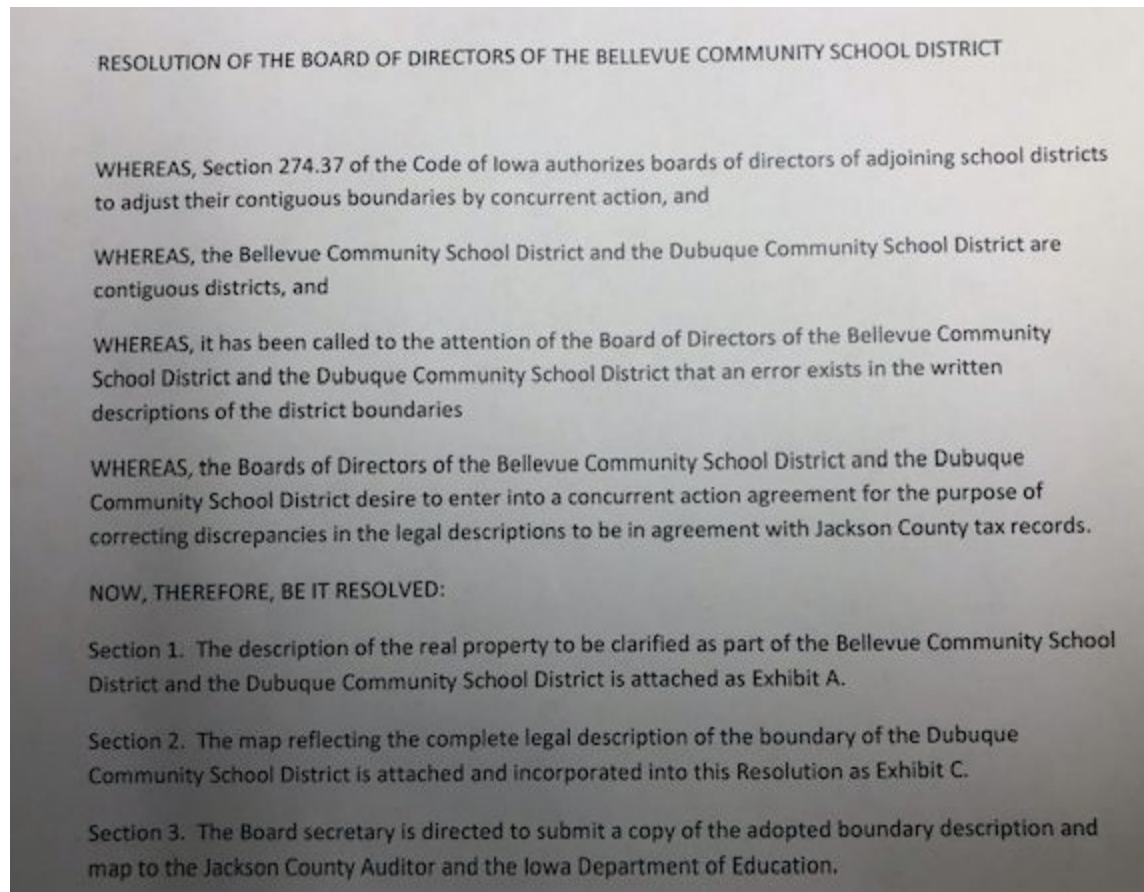 RESOLUTION OF THE BOARD OF DIRECTORS OF THE BELLEVUE COMMUNITY SCHOOL DISTRICT
WHEREAS, Section 274.37 of the Code of Iowa authorizes boards of directors of adjoining school districts
to adjust their contiguous boundaries by concurrent action, and
WHEREAS, the Bellevue Community School District and the Dubuque Community School District are
contiguous districts, and
WHEREAS, it has been called to the attention of the Board of Directors of the Bellevue Community
School District and the Dubuque Community School District that an error exists in the written
descriptions of the district boundaries
WHEREAS, the Boards of Directors of the Bellevue Community School District and the Dubuque
Community School District desire to enter into a concurrent action agreement for the purpose of
correcting discrepancies in the legal descriptions to be in agreement with Jackson County tax records.
NOW, THEREFORE, BE IT RESOLVED:
Section 1. The description of the real property to be clarified as part of the Bellevue Community School
District and the Dubuque Community School District is attached as Exhibit A.
Section 2. The map reflecting the complete legal description of the boundary of the Dubuque
Community School District is attached and incorporated into this Resolution as Exhibit C.
Section 3. The Board secretary is directed to submit a copy of the adopted boundary description and
map to the Jackson County Auditor and the Iowa Department of Education.